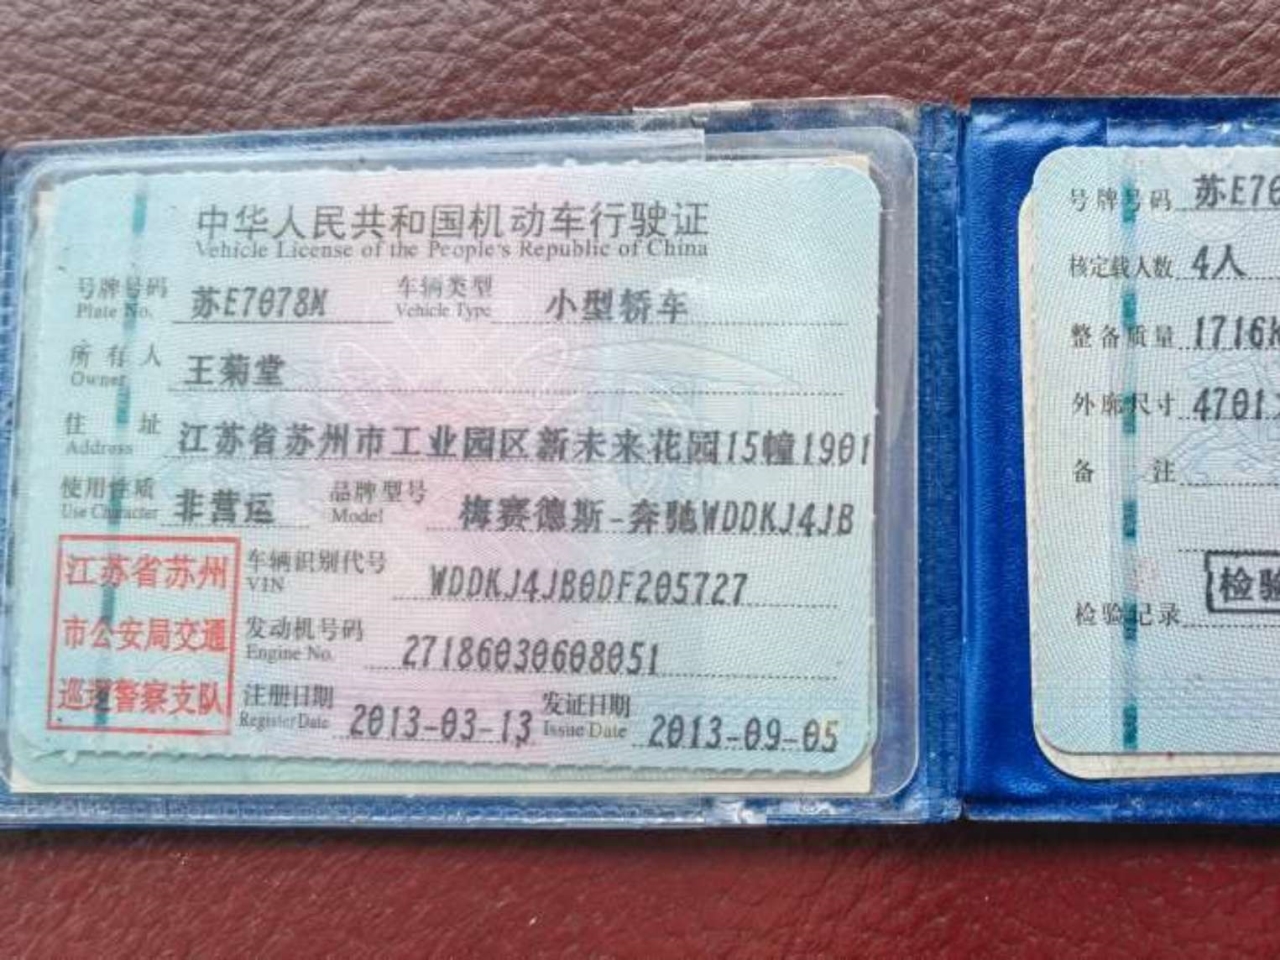 中华人民共和国机动车行驶证
Vehicle License of the People's Republic of China
号牌号码 苏E7078M 车辆类型 小型轿车
Plate No. Vehicle Type
所有人 王菊堂
Owner
住址 江苏省苏州市工业园区新未来花园15幢1901
Address
使用性质 非营运 品牌型号 梅赛德斯-奔驰WDDKJ4JB
Use Character Model
江苏省苏州
市公安局交通
巡逻警察支队
车辆识别代号 WDDKJ4JB0DF205727
VIN
发动机号码 27186030608051
Engine No.
注册日期 2013-03-13 发证日期 2013-09-05
Register Date Issue Date
号牌号码 苏E70
核定载人数 4人
整备质量 1716k
外廓尺寸 4701
备注
检验
检验记录